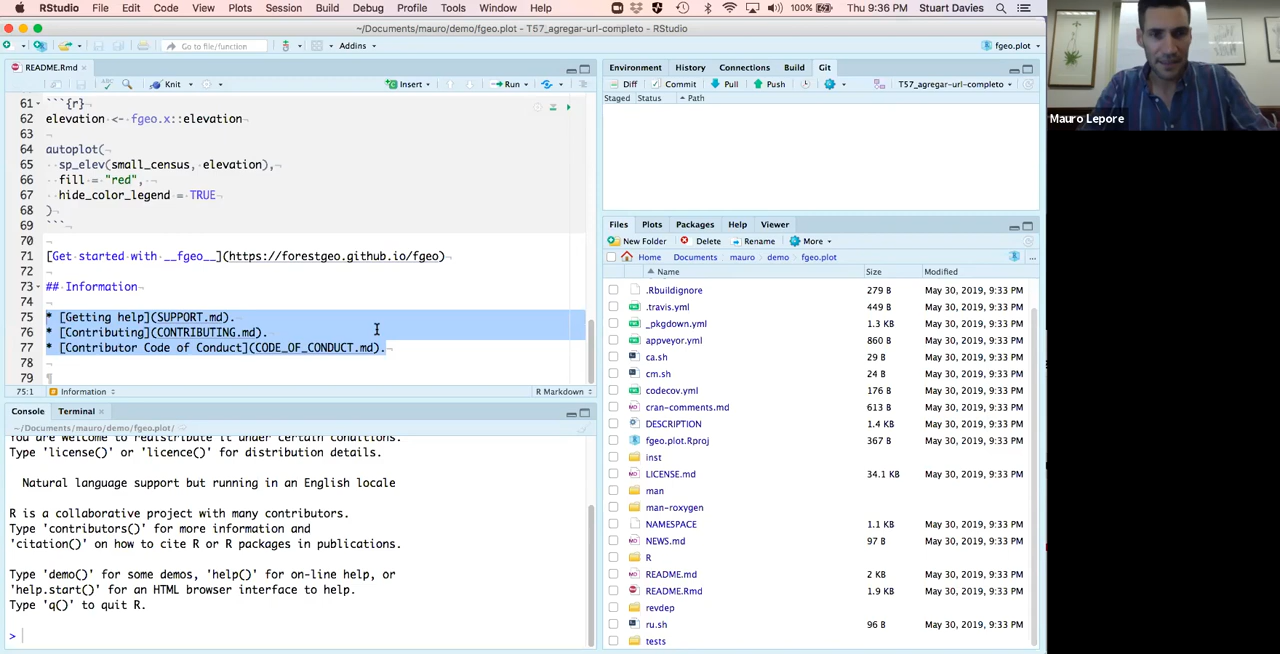 RStudio File Edit Code View Plots Session Build Debug Profile Tools Window Help 100% Thu 9:36 PM Stuart Davies
~/Documents/mauro/demo/fgeo.plot - T57_agregar-url-completo - RStudio
Go to file/function Addins fgeo.plot
README.Rmd
Knit Insert Run
61 ```{r}
62 elevation <- fgeo.x::elevation
63
64 autoplot(
65 sp_elev(small_census, elevation),
66 fill = "red",
67 hide_color_legend = TRUE
68 )
69 ```
70
71 [Get started with __fgeo__](https://forestgeo.github.io/fgeo)
72
73 ## Information
74
75 * [Getting help](SUPPORT.md).
76 * [Contributing](CONTRIBUTING.md).
77 * [Contributor Code of Conduct](CODE_OF_CONDUCT.md).
78
79
75:1 Information R Markdown
Console Terminal
~/Documents/mauro/demo/fgeo.plot/
You are welcome to redistribute it under certain conditions.
Type 'license()' or 'licence()' for distribution details.
Natural language support but running in an English locale
R is a collaborative project with many contributors.
Type 'contributors()' for more information and
'citation()' on how to cite R or R packages in publications.
Type 'demo()' for some demos, 'help()' for on-line help, or
'help.start()' for an HTML browser interface to help.
Type 'q()' to quit R.
>
Environment History Connections Build Git
Diff Commit Pull Push T57_agregar-url-completo
Staged Status Path
Files Plots Packages Help Viewer
New Folder Delete Rename More
Home Documents mauro demo fgeo.plot ...
Name Size Modified
.Rbuildignore 279 B May 30, 2019, 9:33 PM
.travis.yml 449 B May 30, 2019, 9:33 PM
_pkgdown.yml 1.3 KB May 30, 2019, 9:33 PM
appveyor.yml 860 B May 30, 2019, 9:33 PM
ca.sh 29 B May 30, 2019, 9:33 PM
cm.sh 24 B May 30, 2019, 9:33 PM
codecov.yml 176 B May 30, 2019, 9:33 PM
cran-comments.md 613 B May 30, 2019, 9:33 PM
DESCRIPTION 1.4 KB May 30, 2019, 9:33 PM
fgeo.plot.Rproj 367 B May 30, 2019, 9:33 PM
inst
LICENSE.md 34.1 KB May 30, 2019, 9:33 PM
man
man-roxygen
NAMESPACE 1.1 KB May 30, 2019, 9:33 PM
NEWS.md 97 B May 30, 2019, 9:33 PM
R
README.md 2 KB May 30, 2019, 9:33 PM
README.Rmd 1.9 KB May 30, 2019, 9:33 PM
revdep
ru.sh 96 B May 30, 2019, 9:33 PM
tests
Mauro Lepore